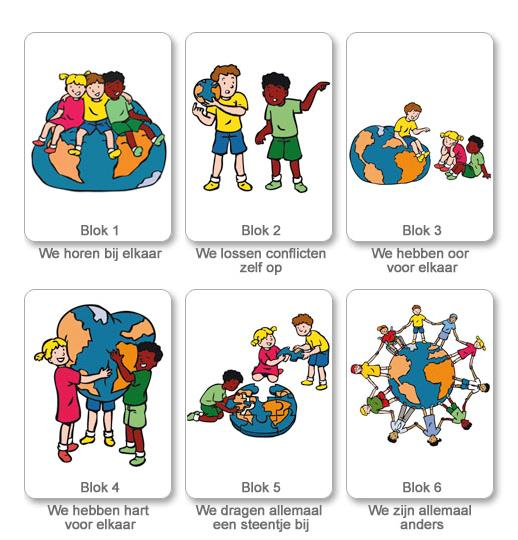 Blok 1
We horen bij elkaar
Blok 2
We lossen conflicten
zelf op
Blok 3
We hebben oor
voor elkaar
Blok 4
We hebben hart
voor elkaar
Blok 5
We dragen allemaal
een steentje bij
Blok 6
We zijn allemaal
anders